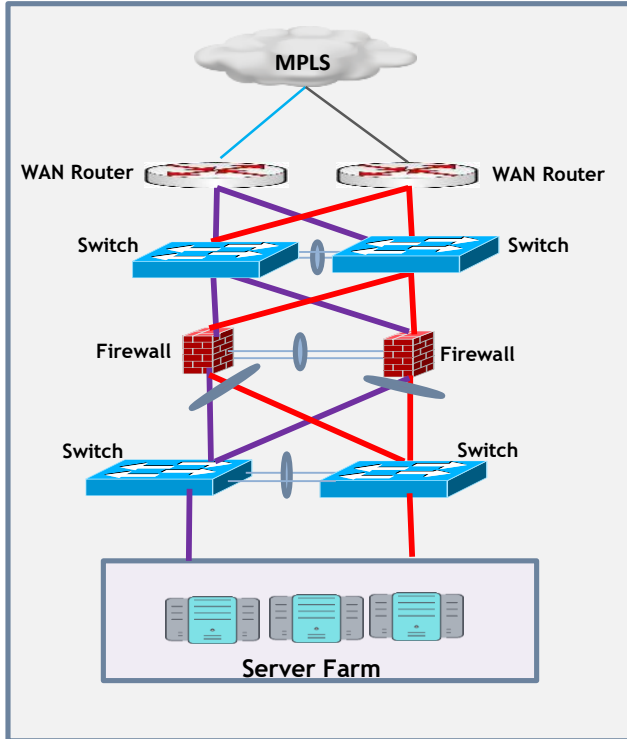 MPLS
WAN Router
WAN Router
Switch
Switch
Firewall
Firewall
Switch
Switch
Server Farm